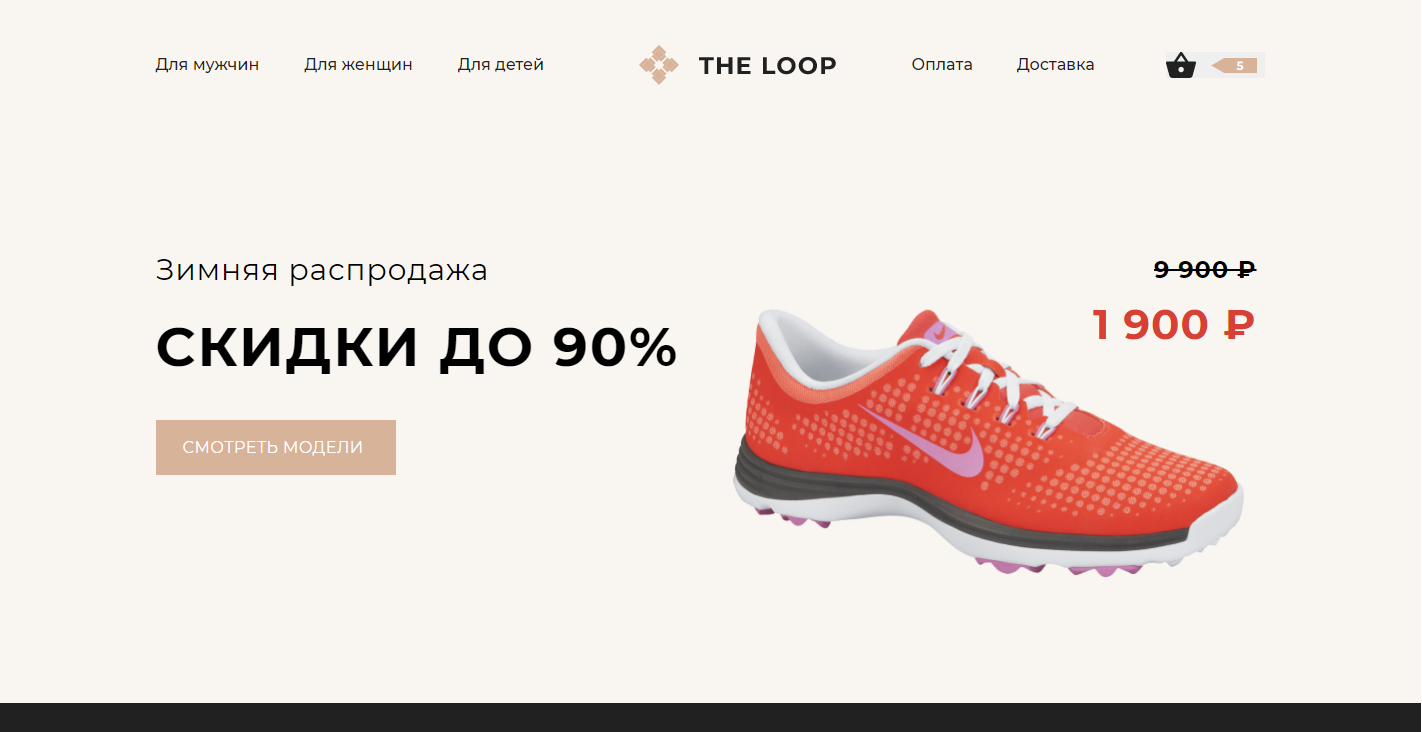 Для мужчин Для женщин Для детей THE LOOP Оплата Доставка 5
Зимняя распродажа
9 900 ₽
СКИДКИ ДО 90%
1 900 ₽
СМОТРЕТЬ МОДЕЛИ